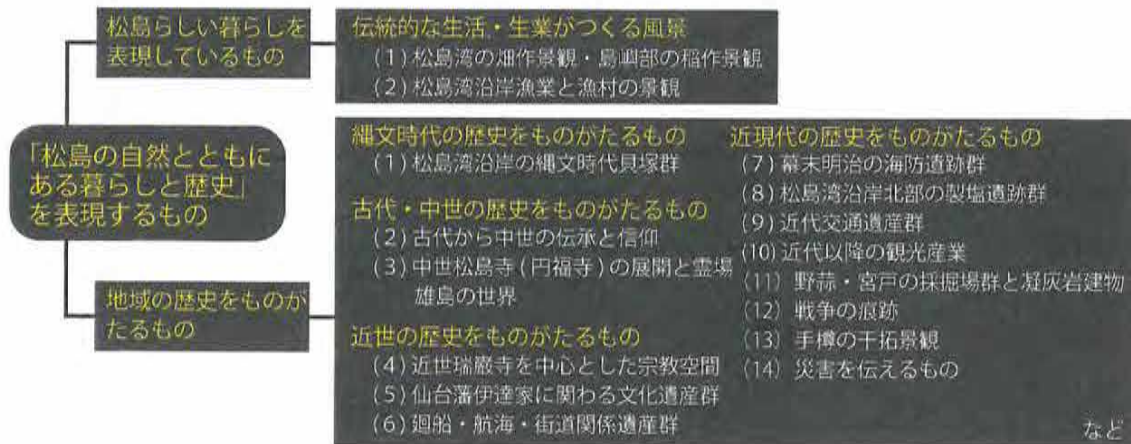 「松島の自然とともに
ある暮らしと歴史」
を表現するもの
松島らしい暮らしを
表現しているもの
伝統的な生活・生業がつくる風景
(1)松島湾の畑作景観・島嶼部の稲作景観
(2)松島湾沿岸漁業と漁村の景観
地域の歴史をものが
たるもの
縄文時代の歴史をものがたるもの
(1)松島湾沿岸の縄文時代貝塚群
古代・中世の歴史をものがたるもの
(2)古代から中世の伝承と信仰
(3)中世松島寺(円福寺)の展開と霊場
雄島の世界
近世の歴史をものがたるもの
(4)近世瑞巌寺を中心とした宗教空間
(5)仙台藩伊達家に関わる文化遺産群
(6)廻船・航海・街道関係遺産群
近現代の歴史をものがたるもの
(7)幕末明治の海防遺跡群
(8)松島湾沿岸北部の製塩遺跡群
(9)近代交通遺産群
(10)近代以降の観光産業
(11)野蒜・宮戸の採掘場群と凝灰岩建物
(12)戦争の痕跡
(13)手樽の干拓景観
(14)災害を伝えるもの
など